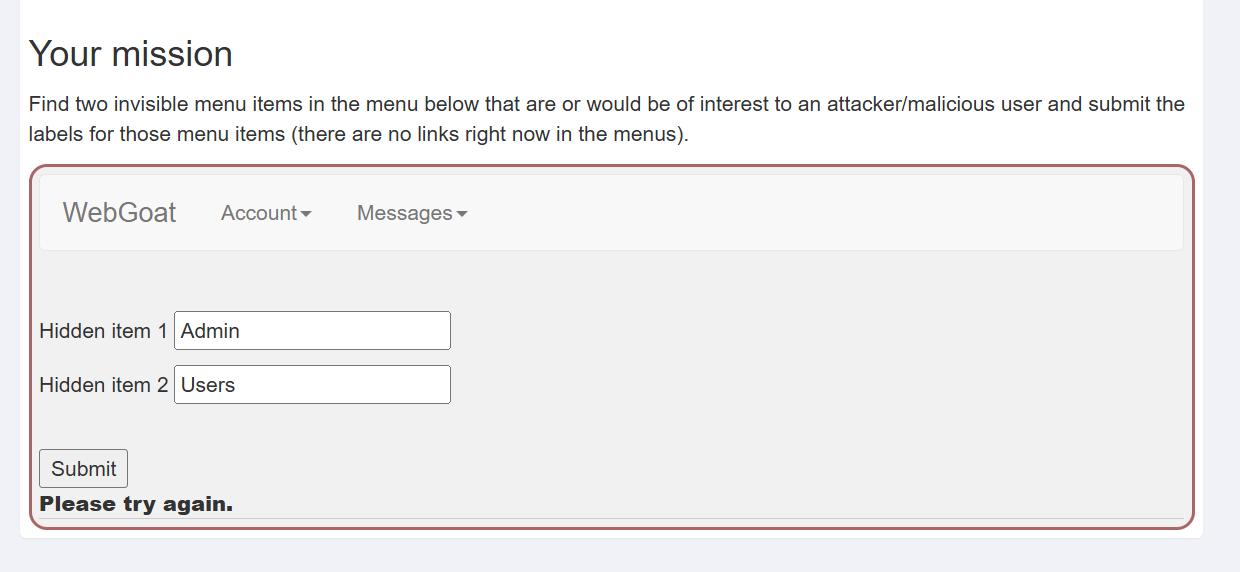 Your mission
Find two invisible menu items in the menu below that are or would be of interest to an attacker/malicious user and submit the
labels for those menu items (there are no links right now in the menus).
WebGoat Account Messages
Hidden item 1 Admin
Hidden item 2 Users
Submit
Please try again.